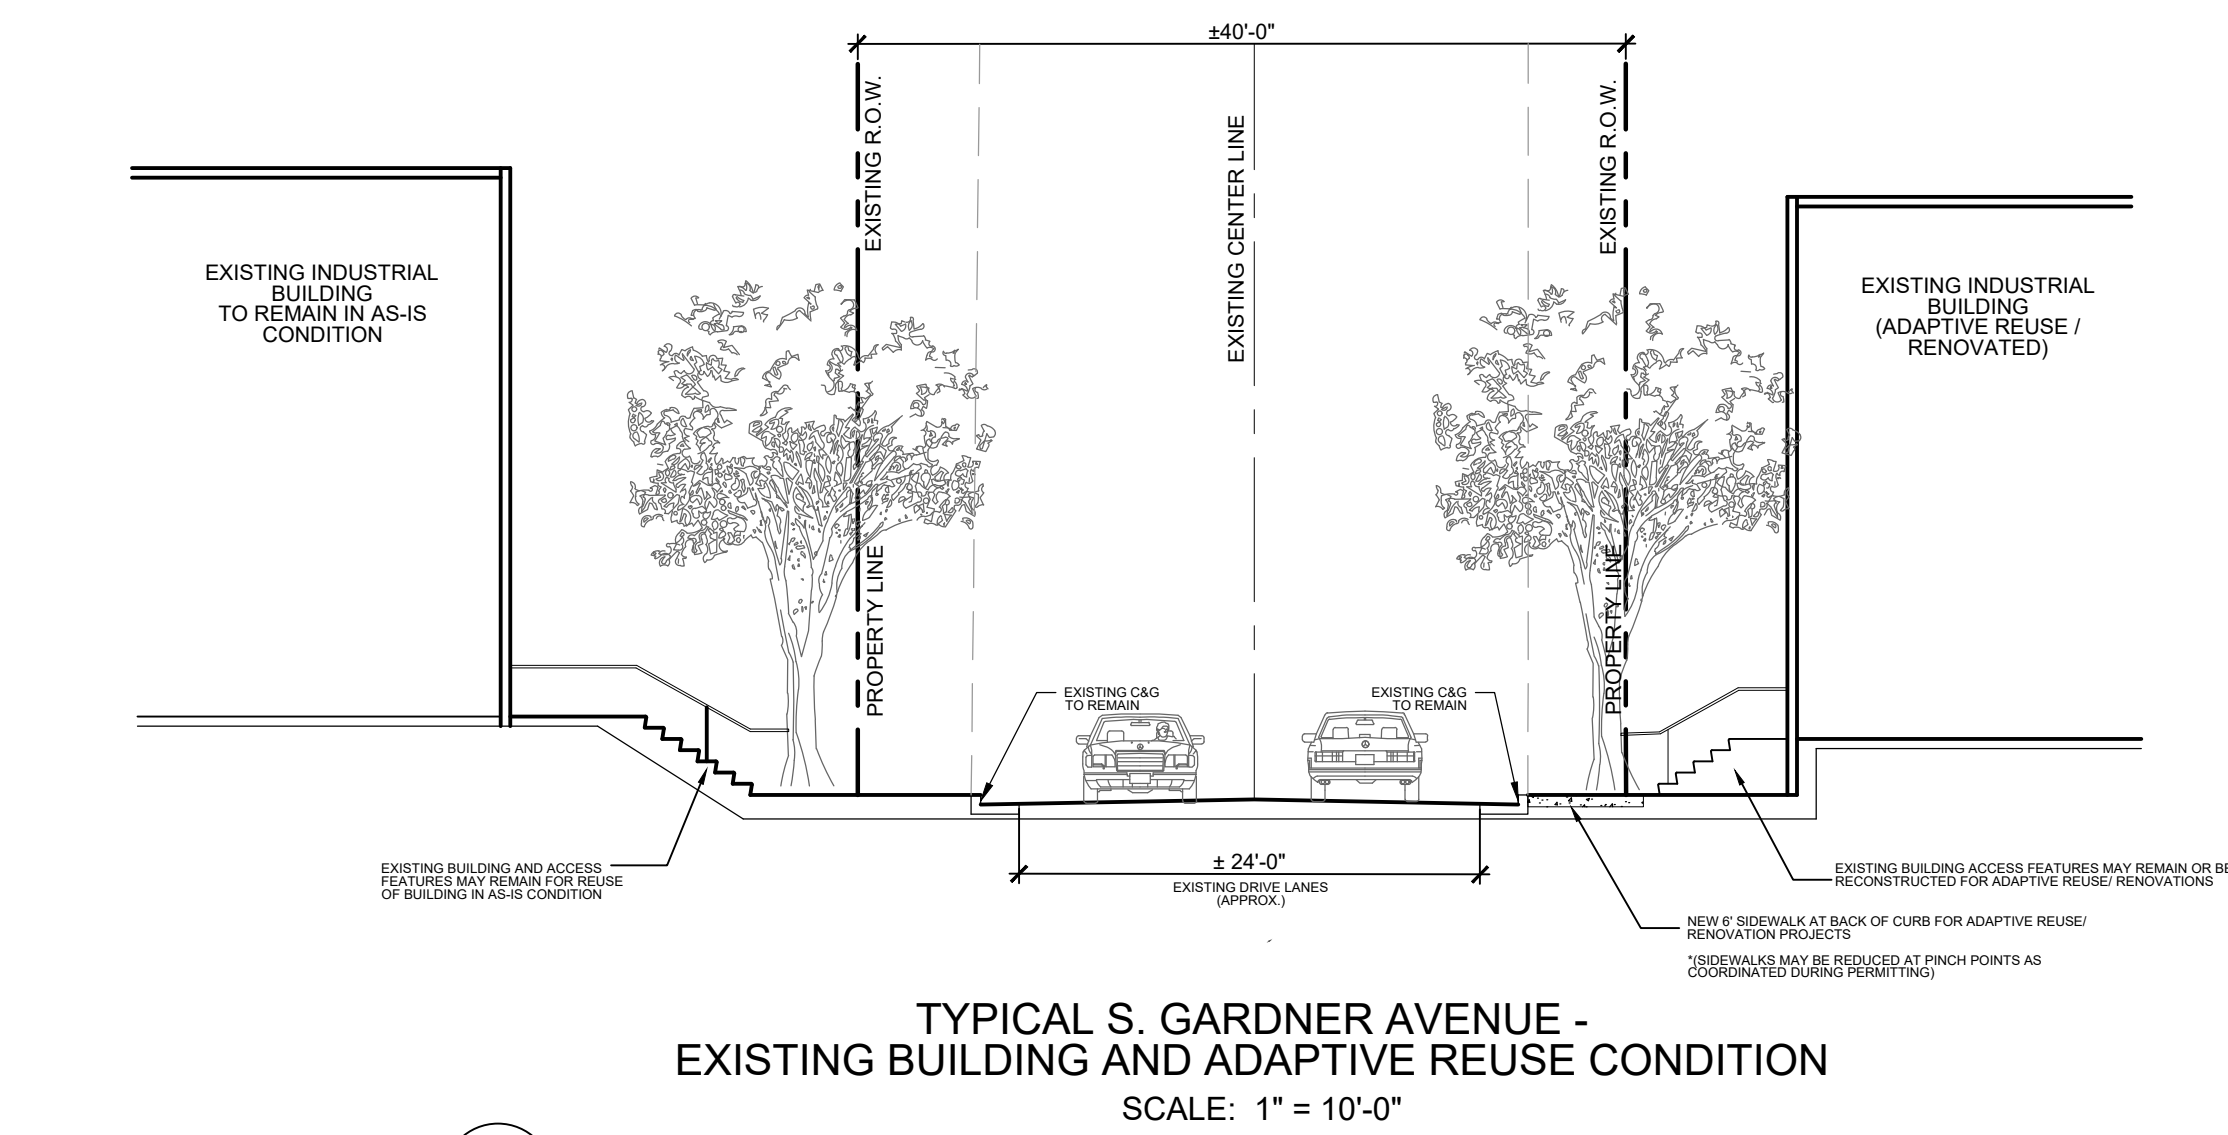 ±40'-0"
EXISTING R.O.W.
EXISTING CENTER LINE
EXISTING R.O.W.
EXISTING INDUSTRIAL
BUILDING
TO REMAIN IN AS-IS
CONDITION
EXISTING INDUSTRIAL
BUILDING
(ADAPTIVE REUSE /
RENOVATED)
PROPERTY LINE
PROPERTY LINE
EXISTING C&G
TO REMAIN
EXISTING C&G
TO REMAIN
± 24'-0"
EXISTING DRIVE LANES
(APPROX.)
EXISTING BUILDING AND ACCESS
FEATURES MAY REMAIN FOR REUSE
OF BUILDING IN AS-IS CONDITION
EXISTING BUILDING ACCESS FEATURES MAY REMAIN OR BE
RECONSTRUCTED FOR ADAPTIVE REUSE/ RENOVATIONS
NEW 6' SIDEWALK AT BACK OF CURB FOR ADAPTIVE REUSE/
RENOVATION PROJECTS
*(SIDEWALKS MAY BE REDUCED AT PINCH POINTS AS
COORDINATED DURING PERMITTING)
TYPICAL S. GARDNER AVENUE -
EXISTING BUILDING AND ADAPTIVE REUSE CONDITION
SCALE: 1" = 10'-0"